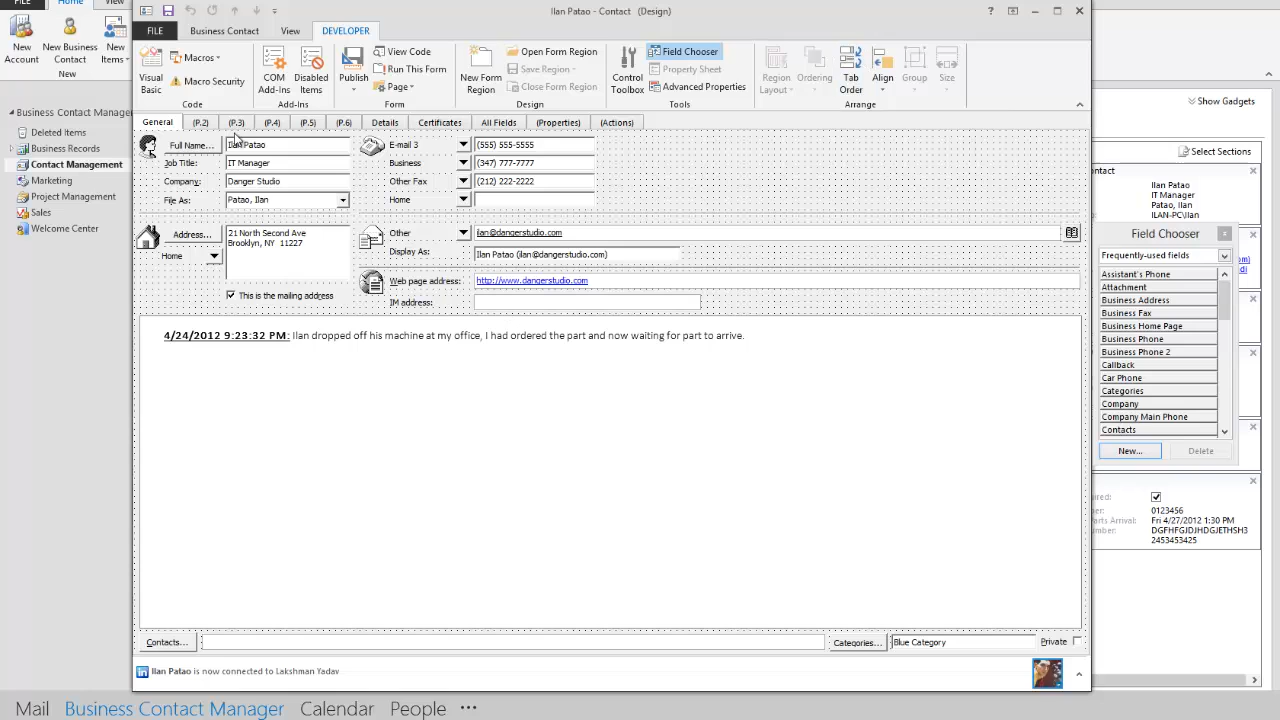 FILE
Home
View
New Account
New Business Contact
New Items
New
Ilan Patao - Contact (Design)
FILE
Business Contact
View
DEVELOPER
Visual Basic
Macros
Macro Security
Code
COM Add-Ins
Disabled Items
Add-Ins
Publish
View Code
Run This Form
Page
Form
New Form Region
Open Form Region
Save Region
Close Form Region
Design
Control Toolbox
Field Chooser
Property Sheet
Advanced Properties
Tools
Region Layout
Ordering
Tab Order
Align
Group
Size
Arrange
Show Gadgets
Select Sections
Business Contact Manager
Deleted Items
Business Records
Contact Management
Marketing
Project Management
Sales
Welcome Center
General
(P.2)
(P.3)
(P.4)
(P.5)
(P.6)
Details
Certificates
All Fields
(Properties)
(Actions)
Full Name...
Ilan Patao
Job Title:
IT Manager
Company:
Danger Studio
File As:
Patao, Ilan
E-mail 3
(555) 555-5555
Business
(347) 777-7777
Other Fax
(212) 222-2222
Home
Address...
Home
21 North Second Ave
Brooklyn, NY 11227
This is the mailing address
Other
ilan@dangerstudio.com
Display As:
Ilan Patao (ilan@dangerstudio.com)
Web page address:
http://www.dangerstudio.com
IM address:
4/24/2012 9:23:32 PM: Ilan dropped off his machine at my office, I had ordered the part and now waiting for part to arrive.
Contacts...
Categories...
Blue Category
Private
Ilan Patao is now connected to Lakshman Yadav
ontact
Ilan Patao
IT Manager
Patao, Ilan
ILAN-PC\Ilan
Field Chooser
Frequently-used fields
Assistant's Phone
Attachment
Business Address
Business Fax
Business Home Page
Business Phone
Business Phone 2
Callback
Car Phone
Categories
Company
Company Main Phone
Contacts
New...
Delete
om)
di
ired:
er:
0123456
Parts Arrival:
Fri 4/27/2012 1:30 PM
umber:
DGFHFGJDJHDGJETHSH3
2453453425
Mail
Business Contact Manager
Calendar
People